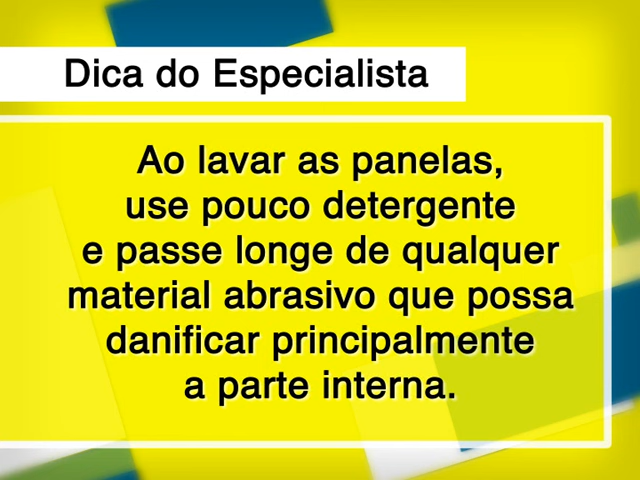 Dica do Especialista
Ao lavar as panelas,
use pouco detergente
e passe longe de qualquer
material abrasivo que possa
danificar principalmente
a parte interna.